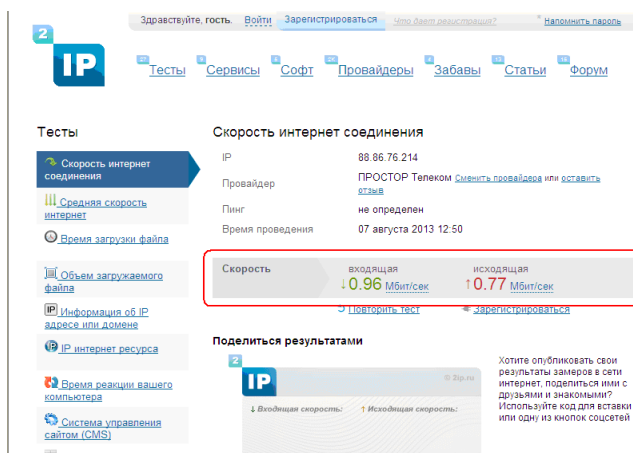 Здравствуйте, гость. Войти Зарегистрироваться Что дает регистрация? Напомнить пароль
2
IP
27 Тесты Сервисы Софт Провайдеры Забавы Статьи Форум
Тесты
Скорость интернет соединения
Средняя скорость интернет
Время загрузки файла
Объем загружаемого файла
Информация об IP адресе или домене
IP интернет ресурса
Время реакции вашего компьютера
Система управления сайтом (CMS)
Скорость интернет соединения
IP 88.86.76.214
Провайдер ПРОСТОР Телеком Сменить провайдера или оставить отзыв
Пинг не определен
Время проведения 07 августа 2013 12:50
Скорость
входящая исходящая
↓0.96 Мбит/сек ↑0.77 Мбит/сек
Повторить тест Зарегистрироваться
Поделиться результатами
2
IP
© 2ip.ru
↓ Входящая скорость: ↑ Исходящая скорость:
Хотите опубликовать свои
результаты замеров в сети
интернет, поделиться ими с
друзьями и знакомыми?
Используйте код для вставки
или одну из кнопок соцсетей